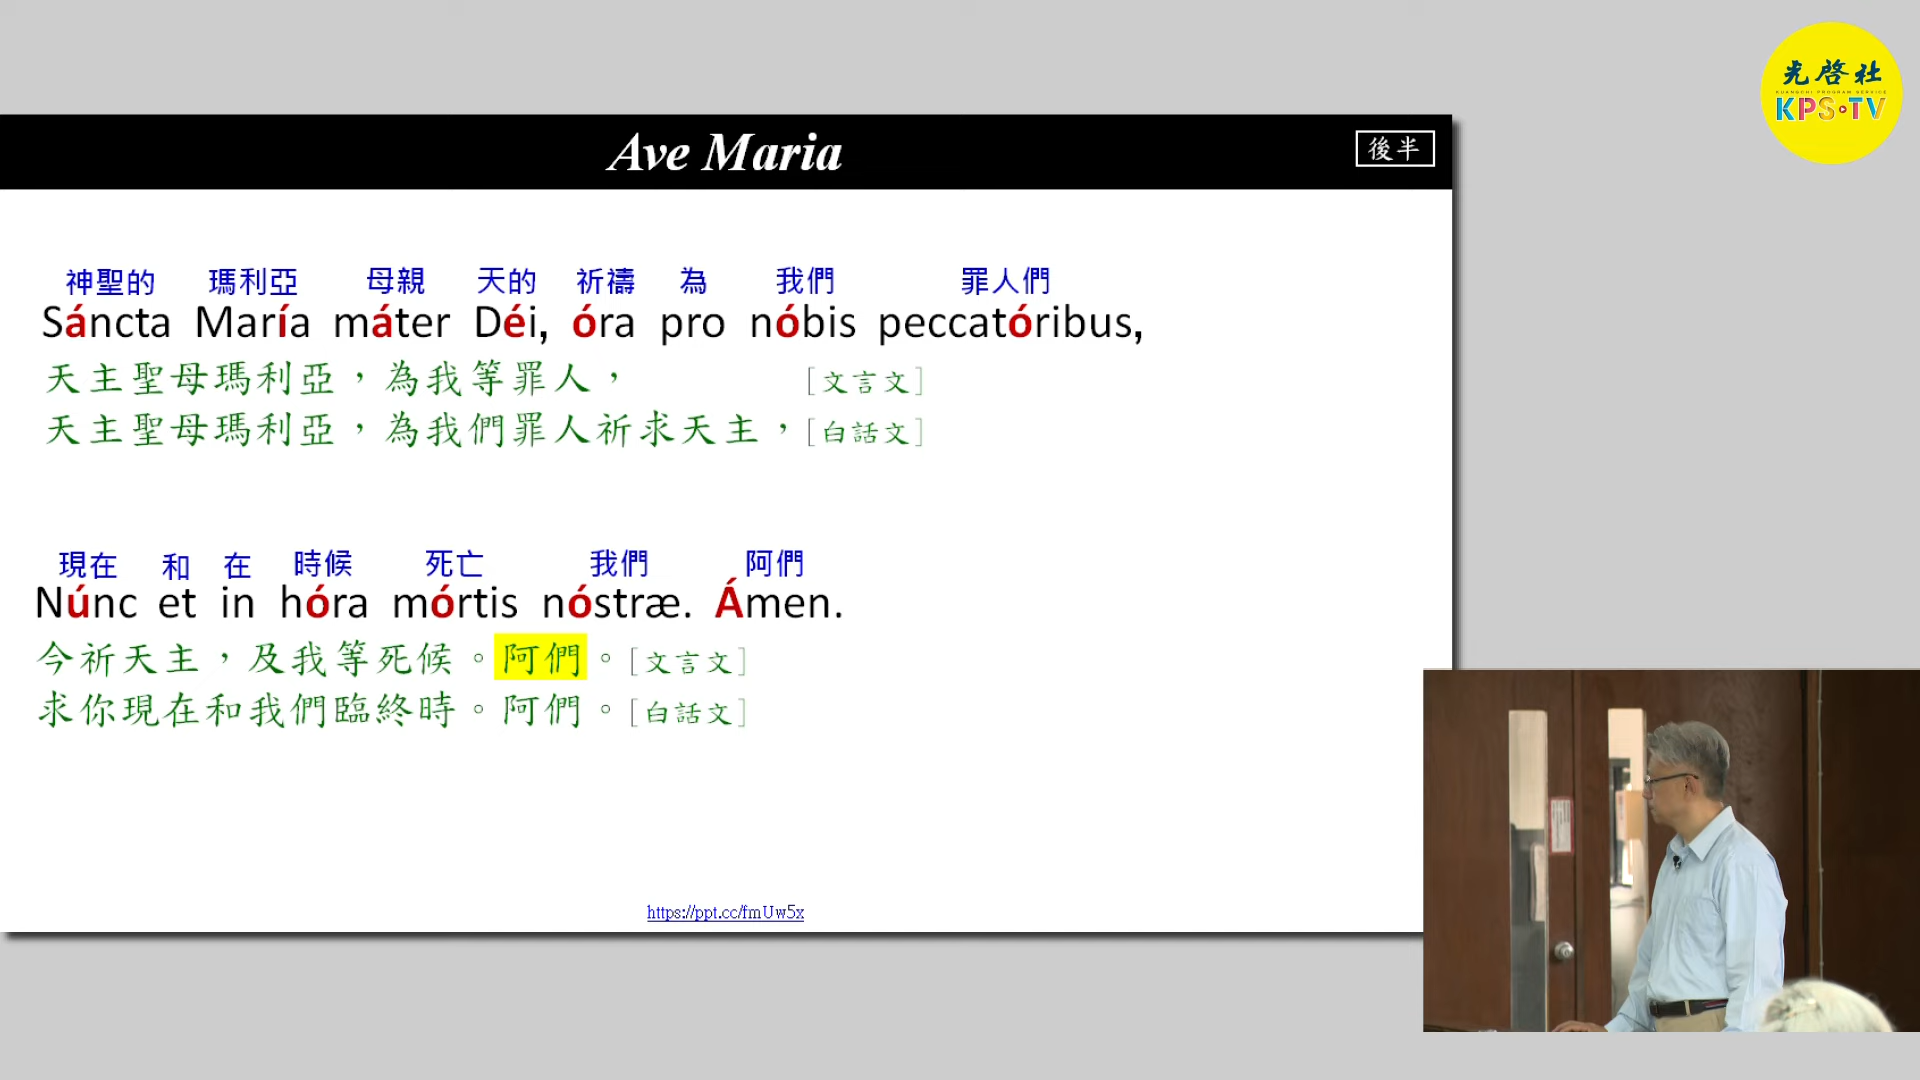 光啓社
KUANGCHI PROGRAM SERVICE
KPS TV
Ave Maria
後半
神聖的 瑪利亞 母親 天的 祈禱 為 我們 罪人們
Sáncta María máter Déi, óra pro nóbis peccatóribus,
天主聖母瑪利亞，為我等罪人， [文言文]
天主聖母瑪利亞，為我們罪人祈求天主，[白話文]
現在 和 在 時候 死亡 我們 阿們
Núnc et in hóra mórtis nóstræ. Ámen.
今祈天主，及我等死候。阿們。[文言文]
求你現在和我們臨終時。阿們。[白話文]
https://ppt.cc/fmUw5x